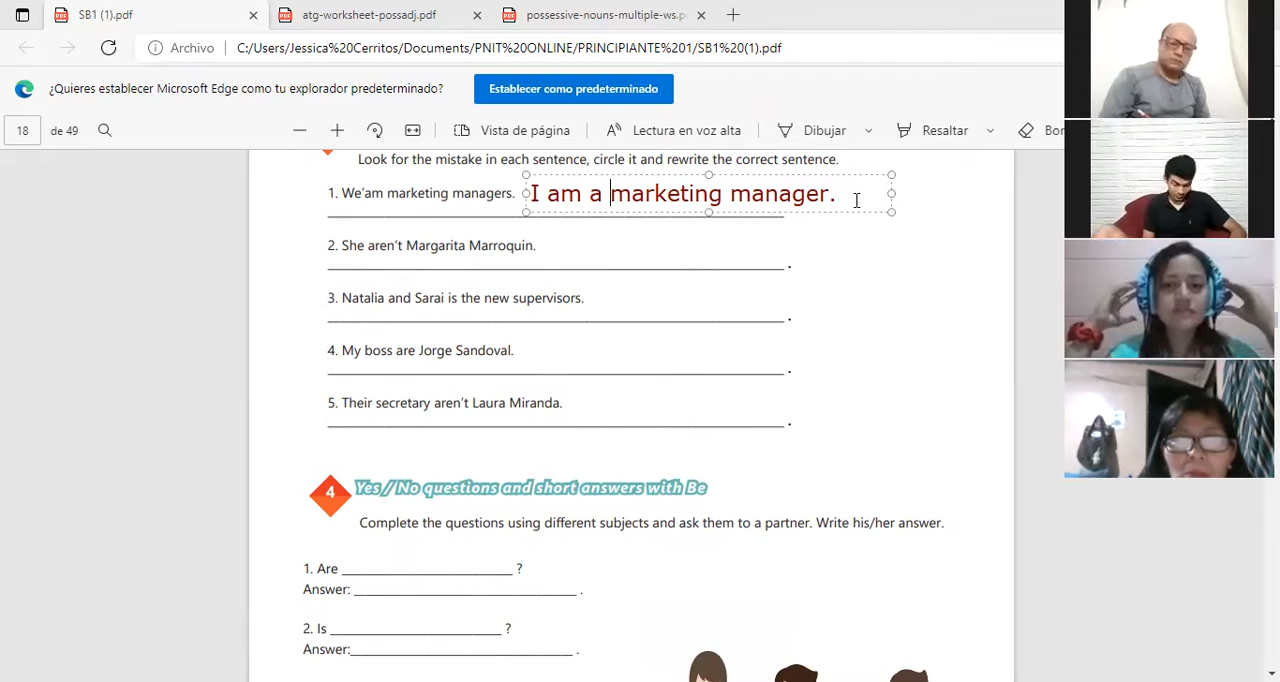 SB1 (1).pdf
atg-worksheet-possadj.pdf
possessive-nouns-multiple-ws.p
Archivo
C:/Users/Jessica%20Cerritos/Documents/PNIT%20ONLINE/PRINCIPIANTE%201/SB1%20(1).pdf
¿Quieres establecer Microsoft Edge como tu explorador predeterminado?
Establecer como predeterminado
18 de 49
Vista de página
Lectura en voz alta
Dibujar
Resaltar
Bor
Look for the mistake in each sentence, circle it and rewrite the correct sentence.
1. We'am marketing managers. I am a marketing manager.
2. She aren't Margarita Marroquin.
3. Natalia and Sarai is the new supervisors.
4. My boss are Jorge Sandoval.
5. Their secretary aren't Laura Miranda.
4 Yes / No questions and short answers with Be
Complete the questions using different subjects and ask them to a partner. Write his/her answer.
1. Are ____________________ ?
Answer: __________________________ .
2. Is ____________________ ?
Answer:__________________________ .